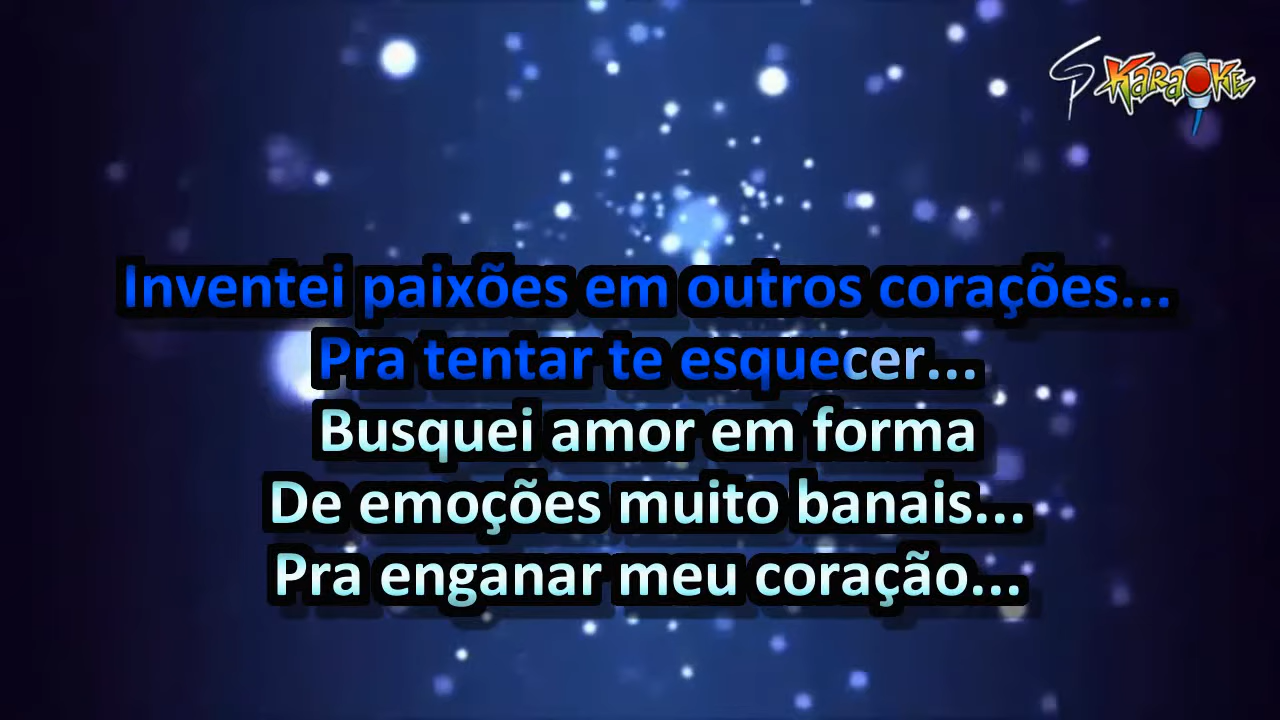 GP KaraoKe
Inventei paixões em outros corações...
Pra tentar te esquecer...
Busquei amor em forma
De emoções muito banais...
Pra enganar meu coração...